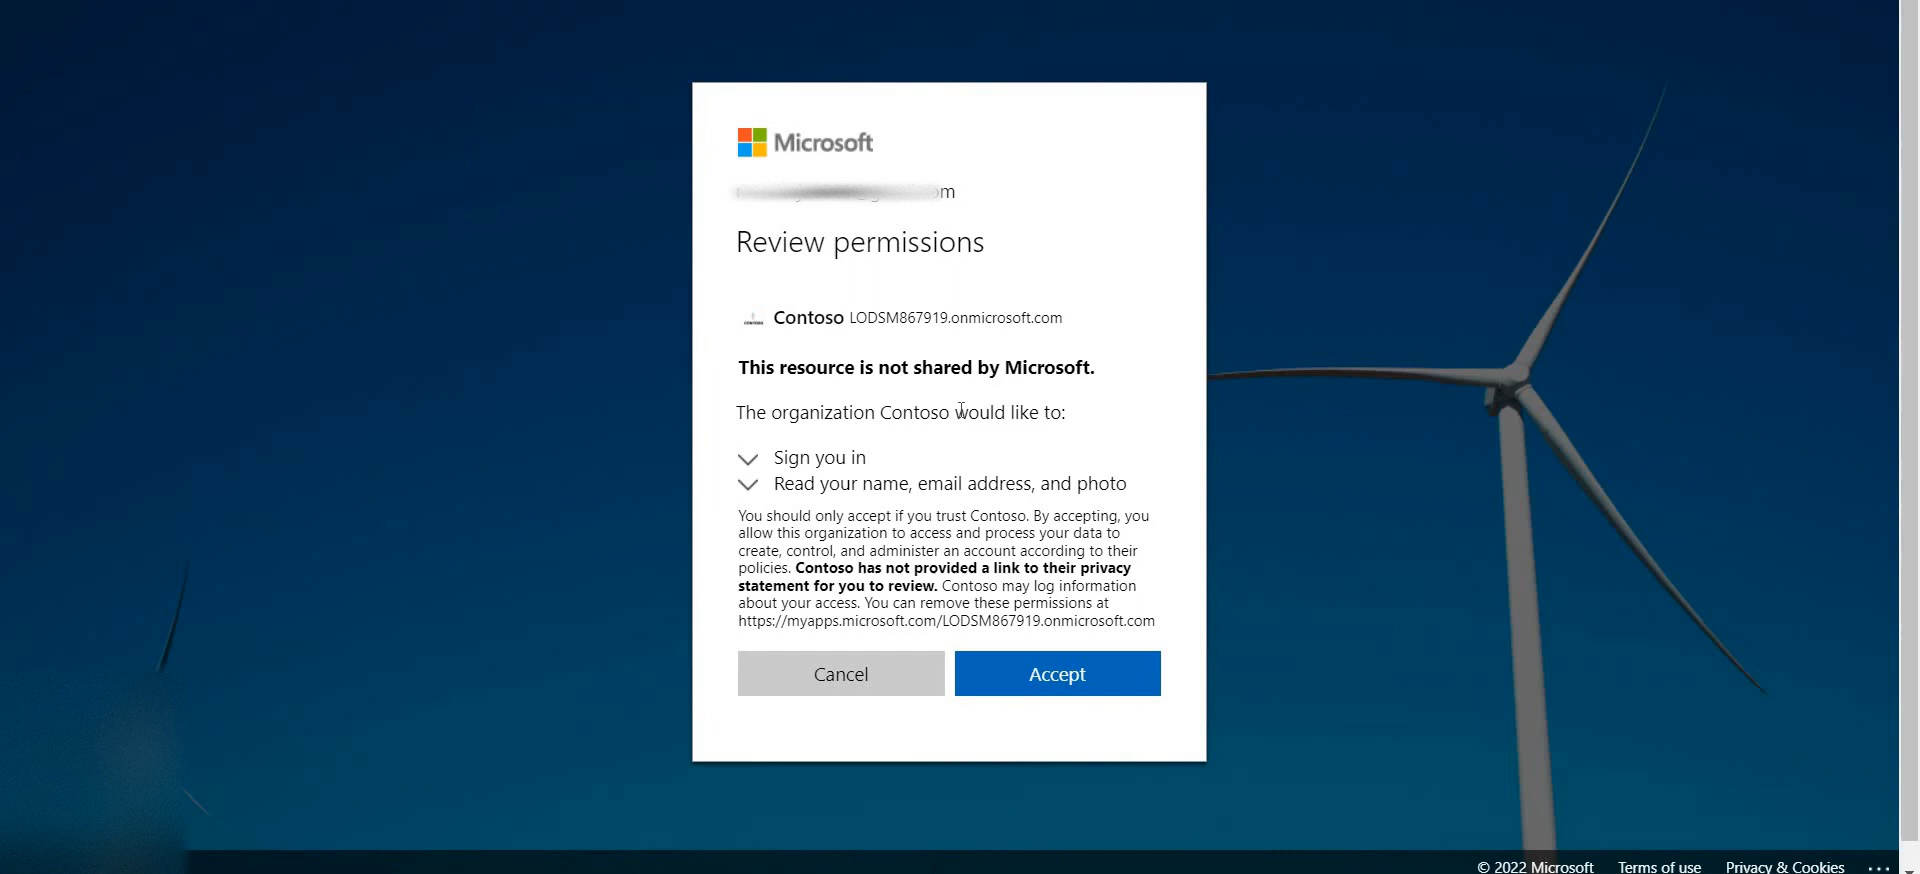 Microsoft
Review permissions
CONTOSO
Contoso LODSM867919.onmicrosoft.com
This resource is not shared by Microsoft.
The organization Contoso would like to:
Sign you in
Read your name, email address, and photo
You should only accept if you trust Contoso. By accepting, you
allow this organization to access and process your data to
create, control, and administer an account according to their
policies. Contoso has not provided a link to their privacy
statement for you to review. Contoso may log information
about your access. You can remove these permissions at
https://myapps.microsoft.com/LODSM867919.onmicrosoft.com
Cancel
Accept
© 2022 Microsoft
Terms of use
Privacy & Cookies
...